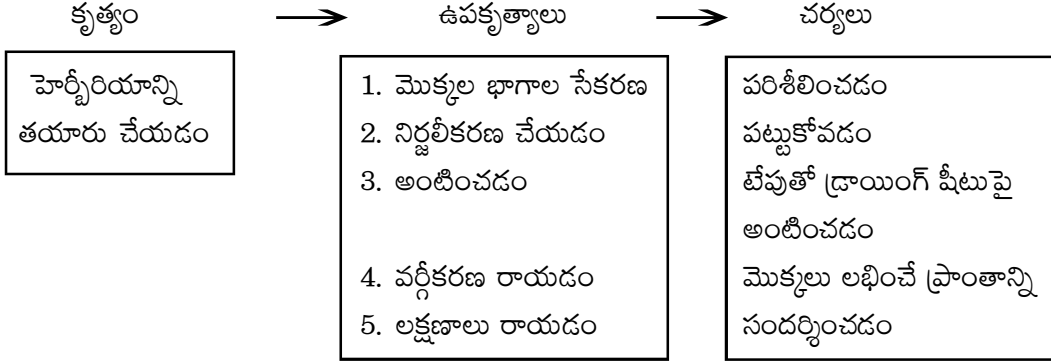 కృత్యం → ఉపకృత్యాలు → చర్యలు
హెర్బేరియాన్ని
తయారు చేయడం
1. మొక్కల భాగాల సేకరణ
2. నిర్జలీకరణ చేయడం
3. అంటించడం
4. వర్గీకరణ రాయడం
5. లక్షణాలు రాయడం
పరిశీలించడం
పట్టుకోవడం
టేపుతో డ్రాయింగ్ షీటుపై
అంటించడం
మొక్కలు లభించే ప్రాంతాన్ని
సందర్శించడం